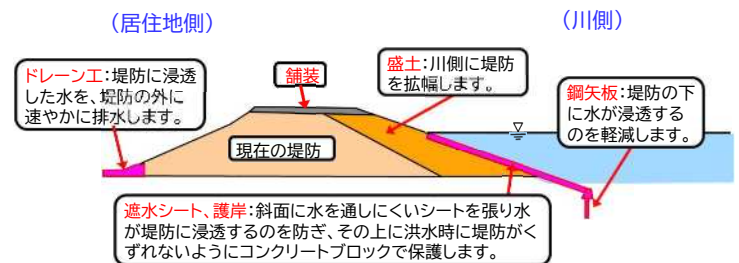 (居住地側)
(川側)
ドレーン工:堤防に浸透
した水を、堤防の外に
速やかに排水します。
舗装
盛土:川側に堤防
を拡幅します。
鋼矢板:堤防の下
に水が浸透する
のを軽減します。
現在の堤防
遮水シート、護岸:斜面に水を通しにくいシートを張り水
が堤防に浸透するのを防ぎ、その上に洪水時に堤防がく
ずれないようにコンクリートブロックで保護します。